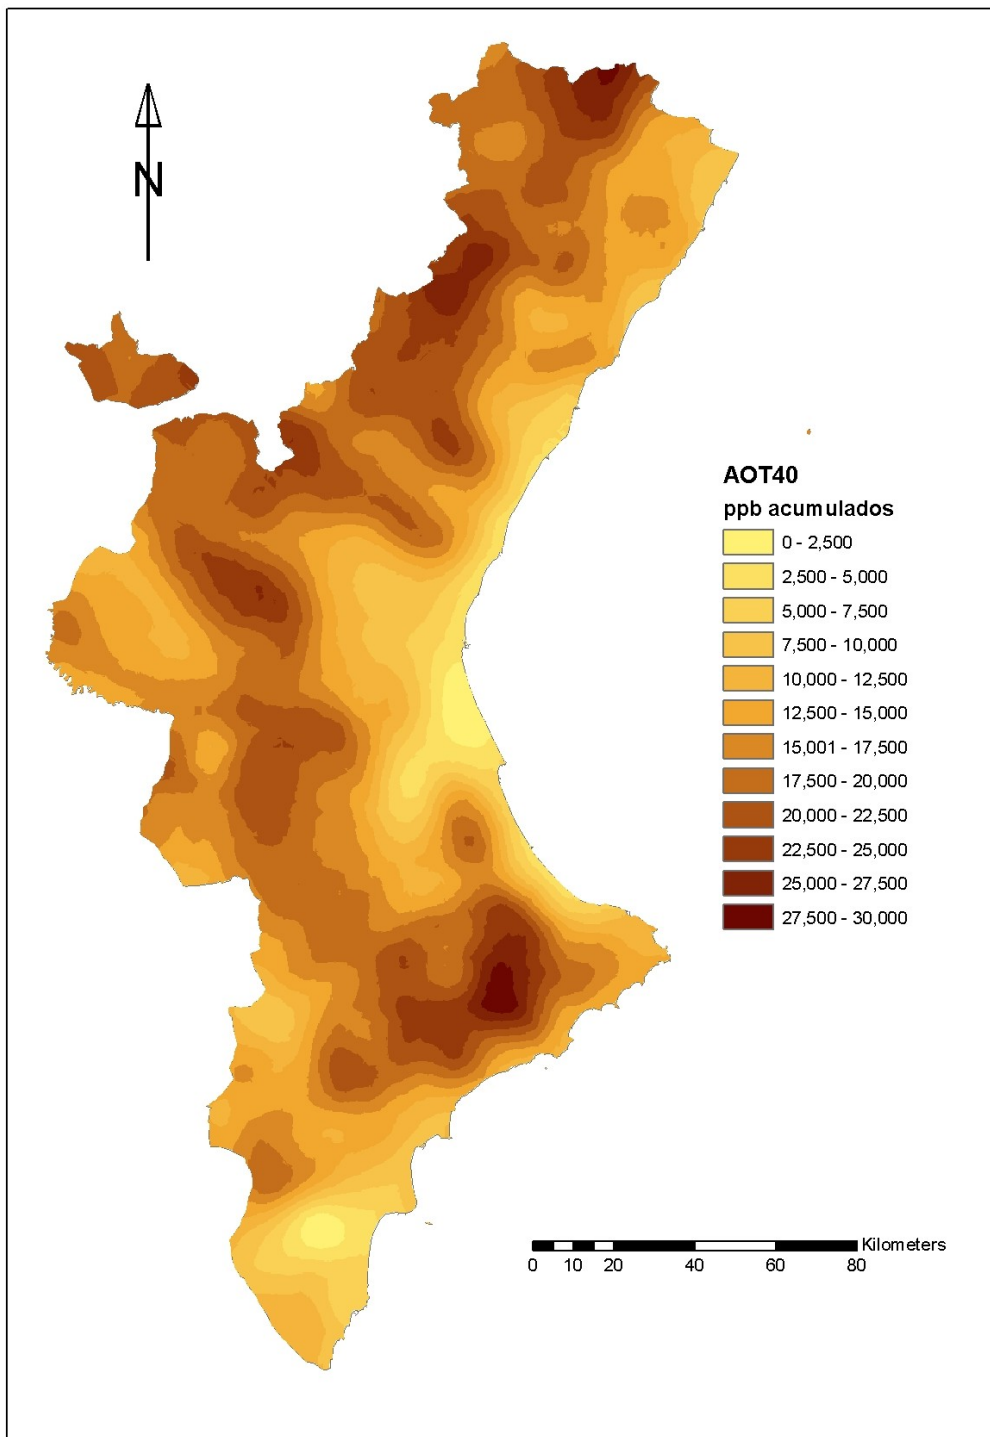 N
AOT40
ppb acumulados
0 - 2,500
2,500 - 5,000
5,000 - 7,500
7,500 - 10,000
10,000 - 12,500
12,500 - 15,000
15,001 - 17,500
17,500 - 20,000
20,000 - 22,500
22,500 - 25,000
25,000 - 27,500
27,500 - 30,000
Kilometers
0 10 20 40 60 80